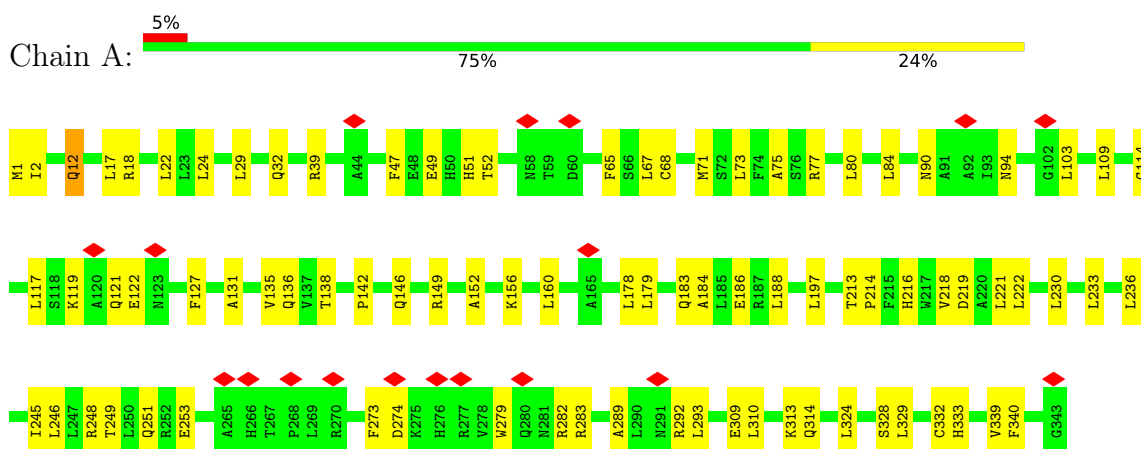 5%
Chain A:
75% 24%
M1 I2 Q12 L17 R18 L22 L23 L24 L29 Q32 R39 A44 F47 E48 E49 H50 H51 T52 N58 T59 D60 F65 S66 L67 C68 M71 S72 L73 F74 A75 S76 R77 L80 L84 N90 A91 A92 I93 N94 G102 L103 L109 G114
L117 S118 K119 A120 Q121 E122 N123 F127 A131 V135 Q136 V137 T138 P142 Q146 R149 A152 K156 L160 A165 L178 L179 Q183 A184 L185 E186 R187 L188 L197 T213 P214 F215 H216 W217 V218 D219 A220 L221 L222 L230 L233 L236
I245 L246 L247 R248 T249 L250 Q251 R252 E253 A265 H266 T267 P268 L269 R270 F273 D274 K275 H276 R277 V278 W279 Q280 N281 R282 R283 A289 L290 N291 R292 L293 E309 L310 K313 Q314 L324 S328 L329 C332 H333 V339 F340 G343